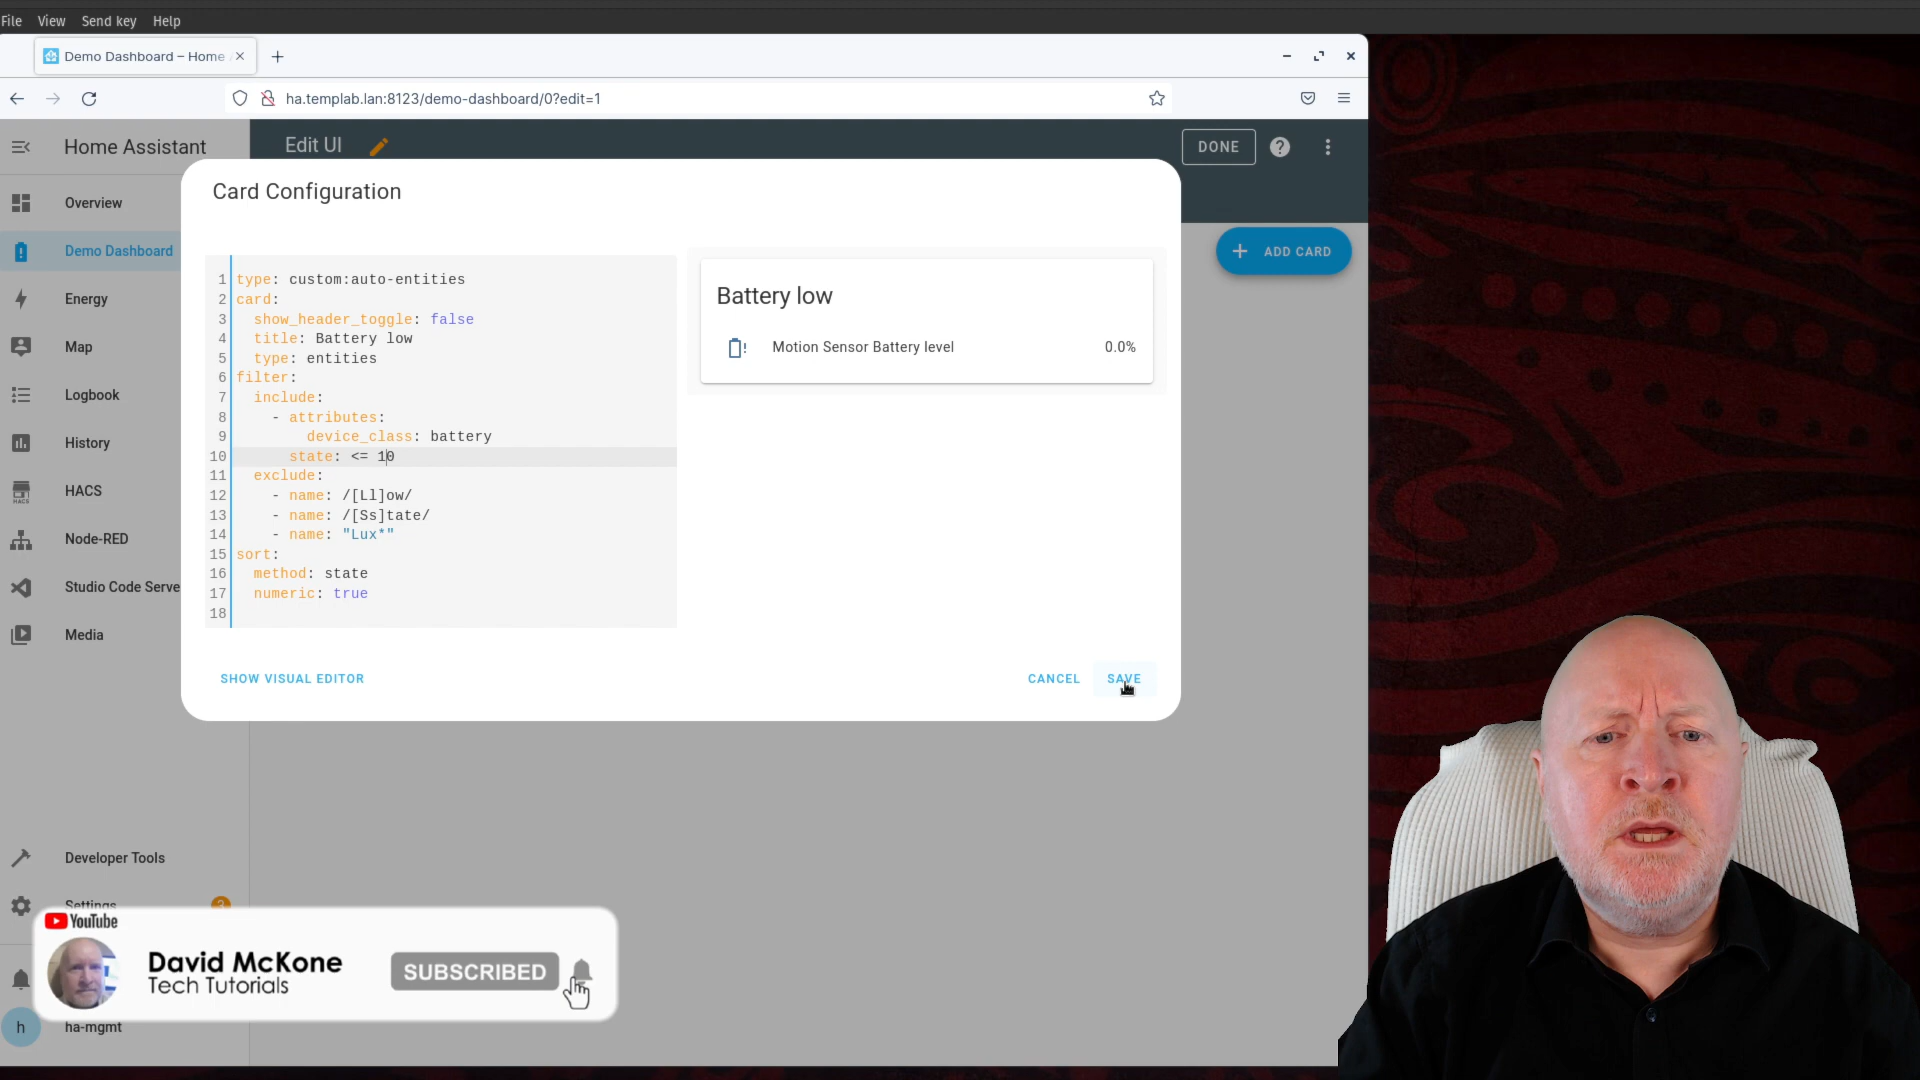 File View Send key Help
Demo Dashboard – Home
ha.templab.lan:8123/demo-dashboard/0?edit=1
Home Assistant
Edit UI
DONE
Overview
Demo Dashboard
Energy
Map
Logbook
History
HACS
HACS
Node-RED
Studio Code Serve
Media
Developer Tools
Settings
ha-mgmt
h
ADD CARD
Card Configuration
1 type: custom:auto-entities
2 card:
3 show_header_toggle: false
4 title: Battery low
5 type: entities
6 filter:
7 include:
8 - attributes:
9 device_class: battery
10 state: <= 10
11 exclude:
12 - name: /[Ll]ow/
13 - name: /[Ss]tate/
14 - name: "Lux*"
15 sort:
16 method: state
17 numeric: true
18
Battery low
Motion Sensor Battery level 0.0%
SHOW VISUAL EDITOR
CANCEL
SAVE
YouTube
David McKone
Tech Tutorials
SUBSCRIBED